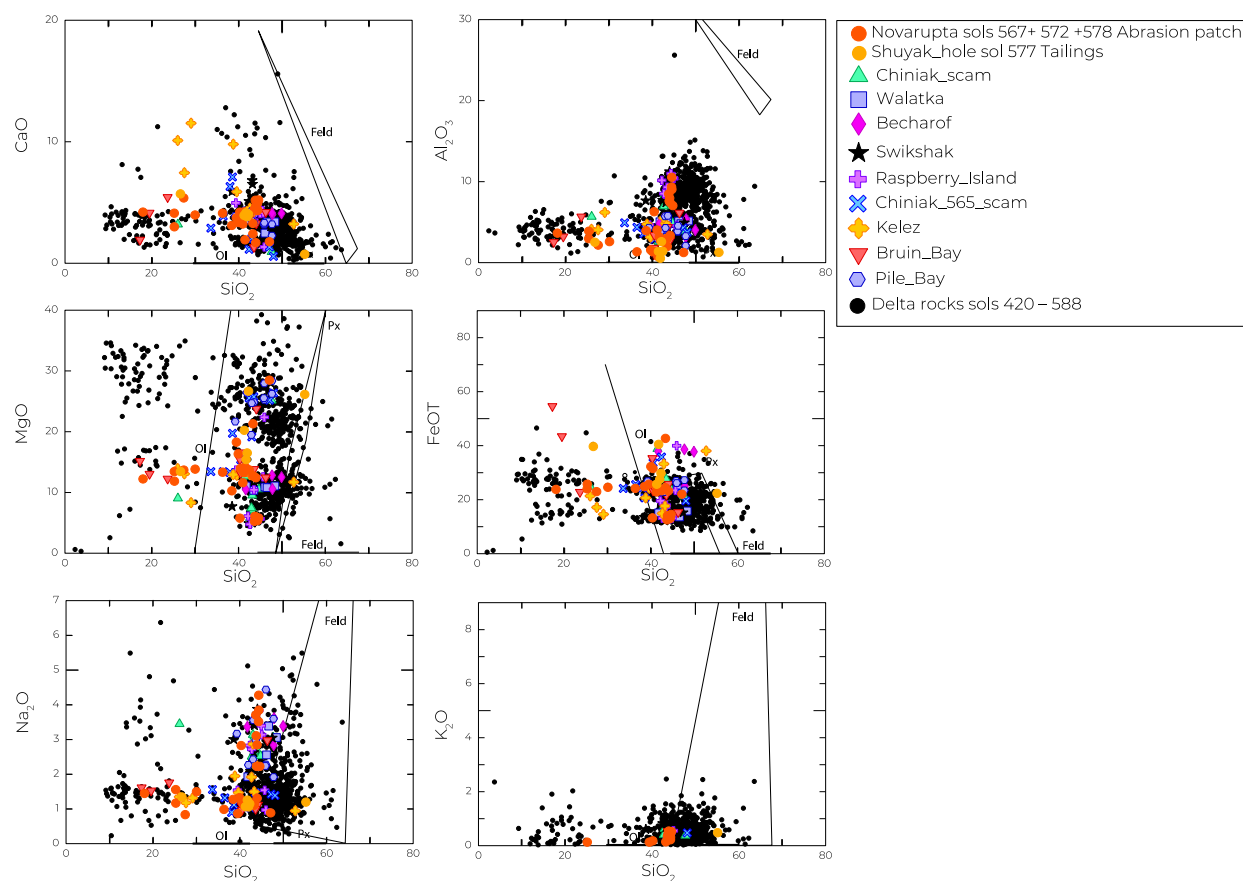 CaO
20
10
0
Feld
Ol
0 20 40 60 80
SiO₂
Al₂O₃
30
20
10
0
Feld
Ol
x
0 20 40 60 80
SiO₂
Novarupta sols 567+ 572 +578 Abrasion patch
Shuyak_hole sol 577 Tailings
Chiniak_scam
Walatka
Becharof
Swikshak
Raspberry_Island
Chiniak_565_scam
Kelez
Bruin_Bay
Pile_Bay
Delta rocks sols 420 – 588
MgO
40
30
20
10
0
Px
Ol
Feld
0 20 40 60 80
SiO₂
FeOT
80
60
40
20
0
Ol
Px
Feld
0 20 40 60 80
SiO₂
Na₂O
7
6
5
4
3
2
1
0
Feld
Ol
Px
0 20 40 60 80
SiO₂
K₂O
8
6
4
2
0
Feld
Ol
0 20 40 60 80
SiO₂